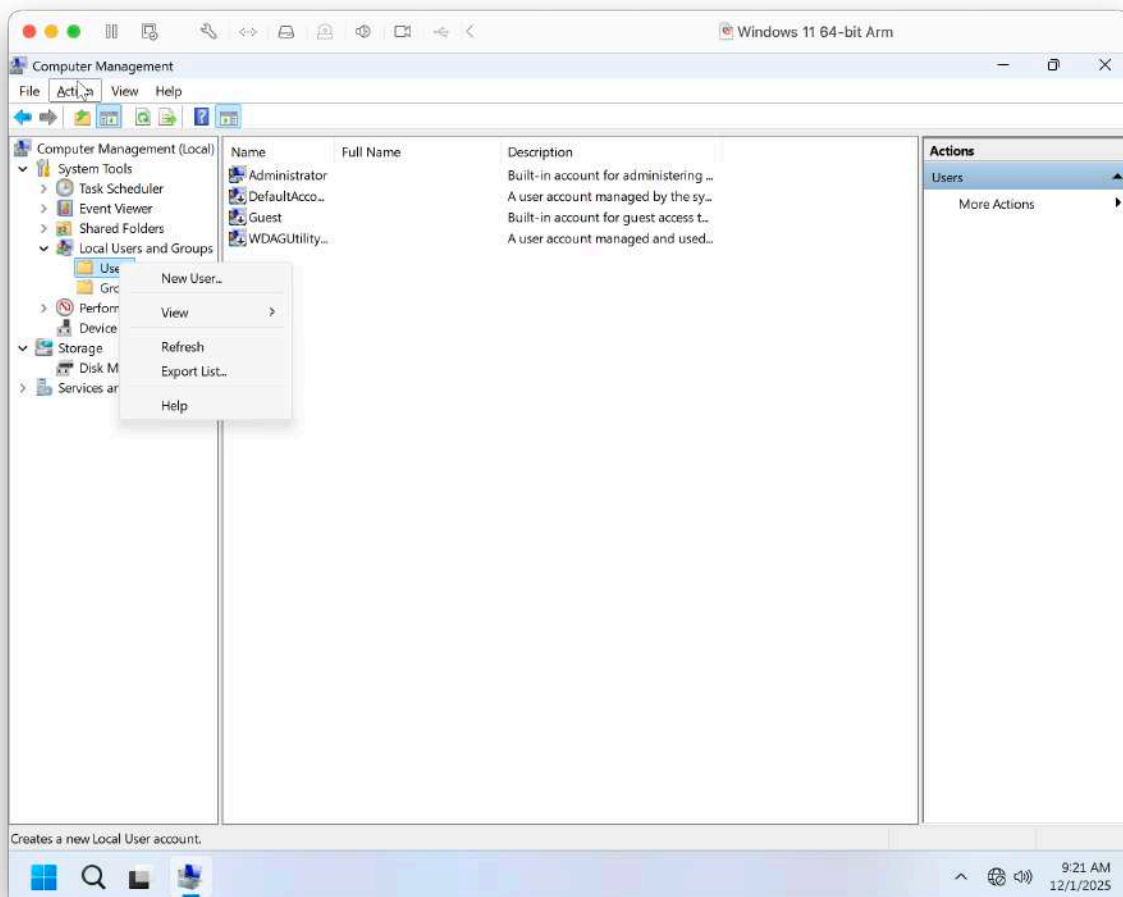 Windows 11 64-bit Arm
Computer Management
File Action View Help
Computer Management (Local)
System Tools
Task Scheduler
Event Viewer
Shared Folders
Local Users and Groups
Use
Gro
Perforn
Device
Storage
Disk M
Services ar
New User...
View
Refresh
Export List...
Help
Name Full Name Description
Administrator Built-in account for administering ...
DefaultAcco... A user account managed by the sy...
Guest Built-in account for guest access t...
WDAGUtility... A user account managed and used...
Actions
Users
More Actions
Creates a new Local User account.
9:21 AM
12/1/2025